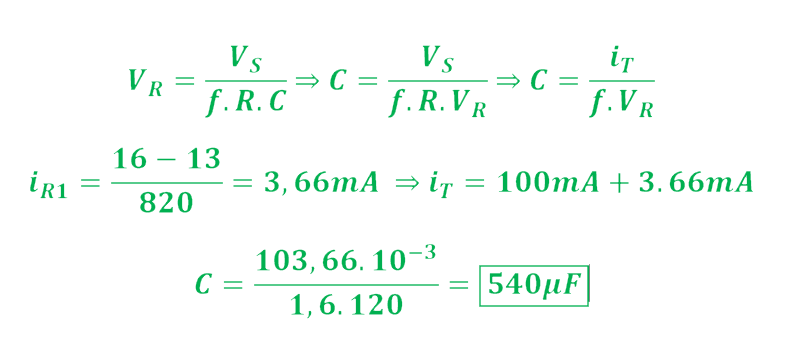 V_R = V_S / f.R.C ⇒ C = V_S / f.R.V_R ⇒ C = i_T / f.V_R
i_R1 = 16 − 13 / 820 = 3,66mA ⇒ i_T = 100mA + 3.66mA
C = 103,66.10⁻³ / 1,6.120 = 540μF